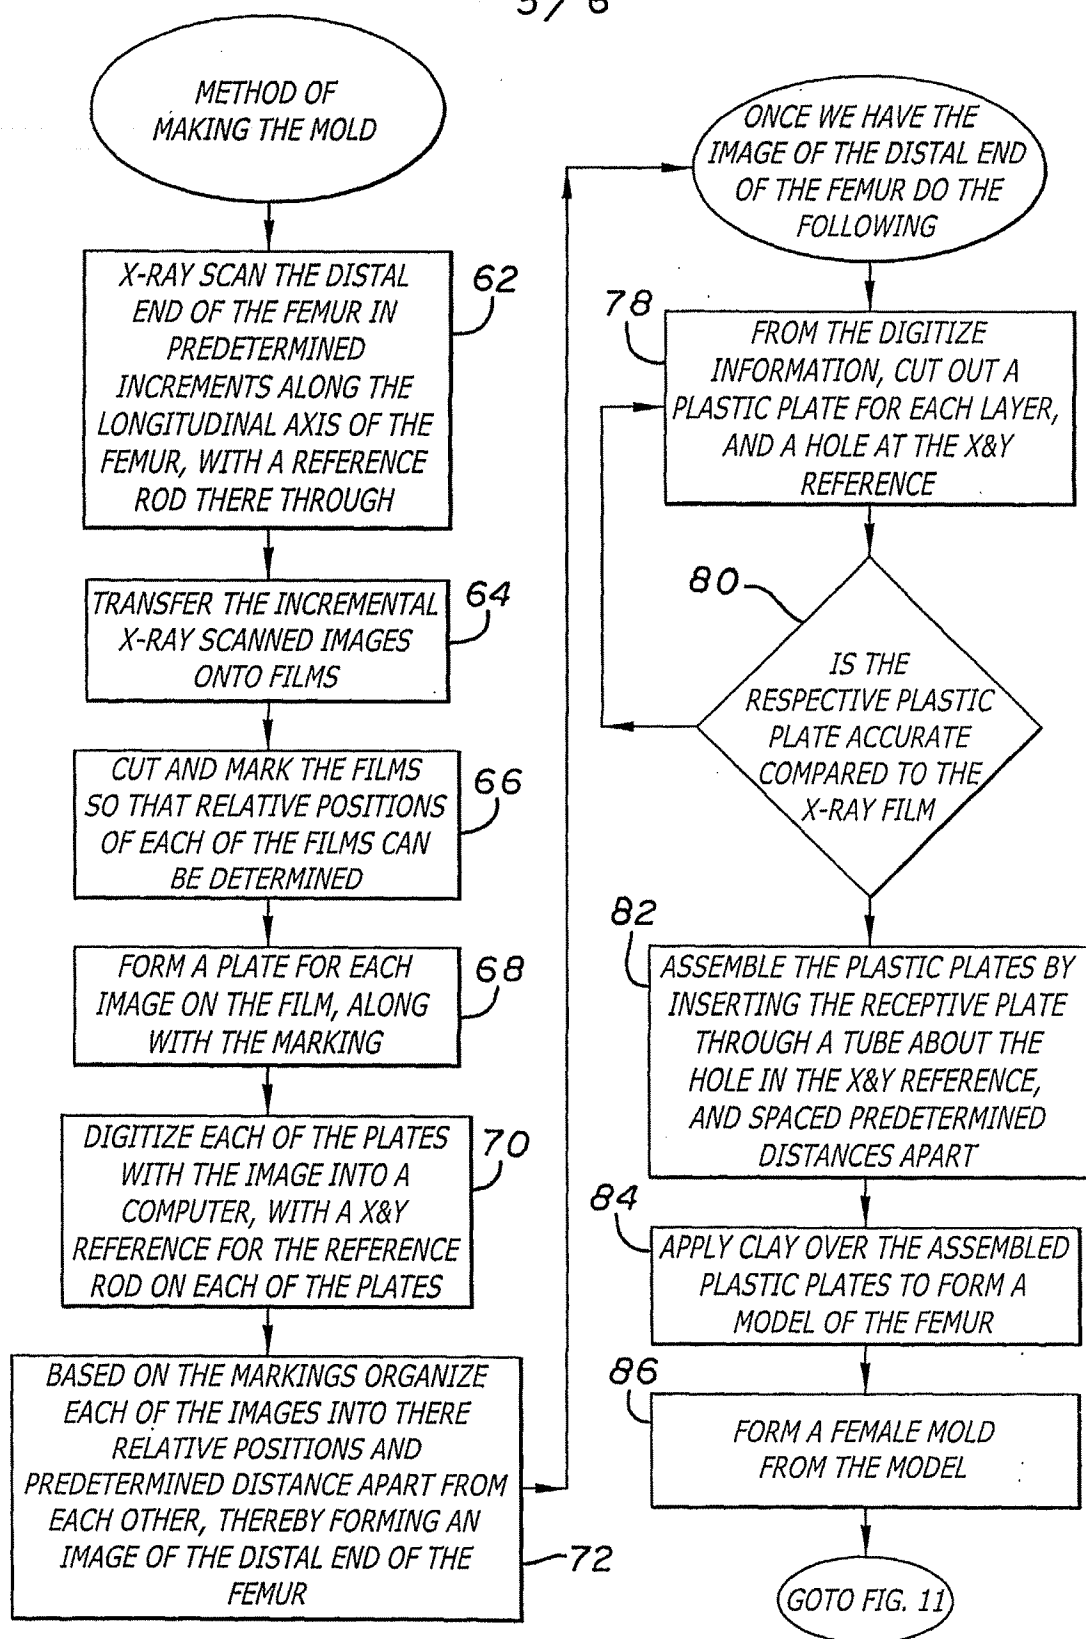 5/6
METHOD OF
MAKING THE MOLD
X-RAY SCAN THE DISTAL
END OF THE FEMUR IN
PREDETERMINED
INCREMENTS ALONG THE
LONGITUDINAL AXIS OF THE
FEMUR, WITH A REFERENCE
ROD THERE THROUGH
62
TRANSFER THE INCREMENTAL
X-RAY SCANNED IMAGES
ONTO FILMS
64
CUT AND MARK THE FILMS
SO THAT RELATIVE POSITIONS
OF EACH OF THE FILMS CAN
BE DETERMINED
66
FORM A PLATE FOR EACH
IMAGE ON THE FILM, ALONG
WITH THE MARKING
68
DIGITIZE EACH OF THE PLATES
WITH THE IMAGE INTO A
COMPUTER, WITH A X&Y
REFERENCE FOR THE REFERENCE
ROD ON EACH OF THE PLATES
70
BASED ON THE MARKINGS ORGANIZE
EACH OF THE IMAGES INTO THERE
RELATIVE POSITIONS AND
PREDETERMINED DISTANCE APART FROM
EACH OTHER, THEREBY FORMING AN
IMAGE OF THE DISTAL END OF THE
FEMUR
72
ONCE WE HAVE THE
IMAGE OF THE DISTAL END
OF THE FEMUR DO THE
FOLLOWING
78
FROM THE DIGITIZE
INFORMATION, CUT OUT A
PLASTIC PLATE FOR EACH LAYER,
AND A HOLE AT THE X&Y
REFERENCE
80
IS THE
RESPECTIVE PLASTIC
PLATE ACCURATE
COMPARED TO THE
X-RAY FILM
82
ASSEMBLE THE PLASTIC PLATES BY
INSERTING THE RECEPTIVE PLATE
THROUGH A TUBE ABOUT THE
HOLE IN THE X&Y REFERENCE,
AND SPACED PREDETERMINED
DISTANCES APART
84
APPLY CLAY OVER THE ASSEMBLED
PLASTIC PLATES TO FORM A
MODEL OF THE FEMUR
86
FORM A FEMALE MOLD
FROM THE MODEL
GOTO FIG. 11